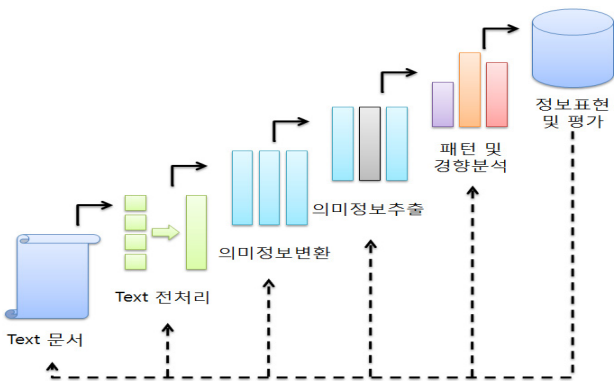 Text 문서
Text 전처리
의미정보변환
의미정보추출
패턴 및
경향분석
정보표현
및 평가